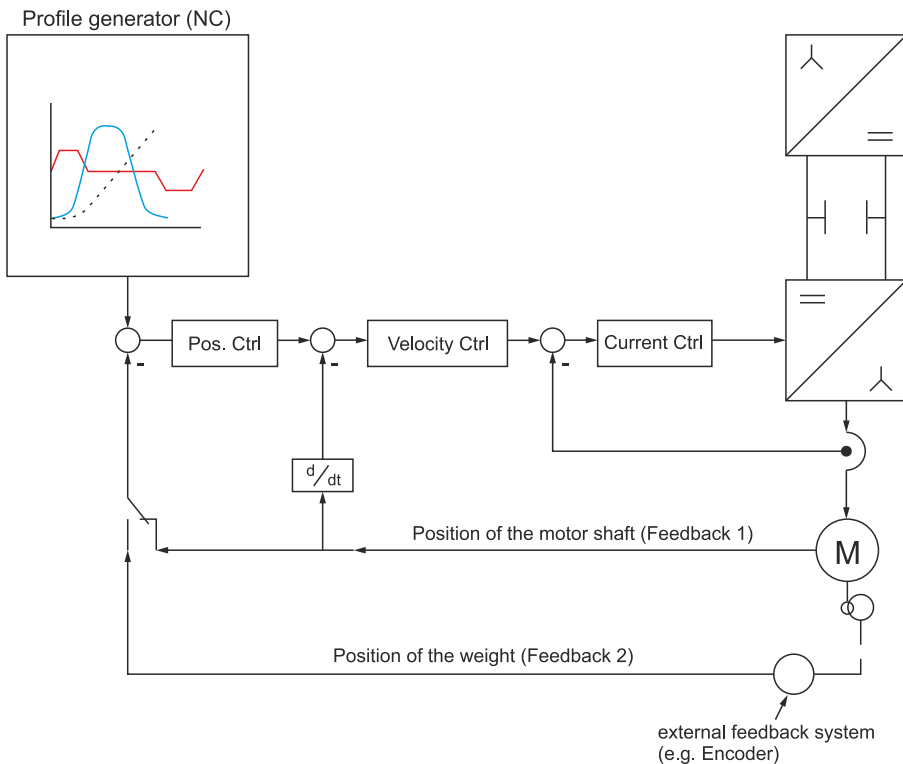 Profile generator (NC)
Pos. Ctrl
Velocity Ctrl
Current Ctrl
-
-
-
d/dt
Position of the motor shaft (Feedback 1)
M
Position of the weight (Feedback 2)
external feedback system
(e.g. Encoder)